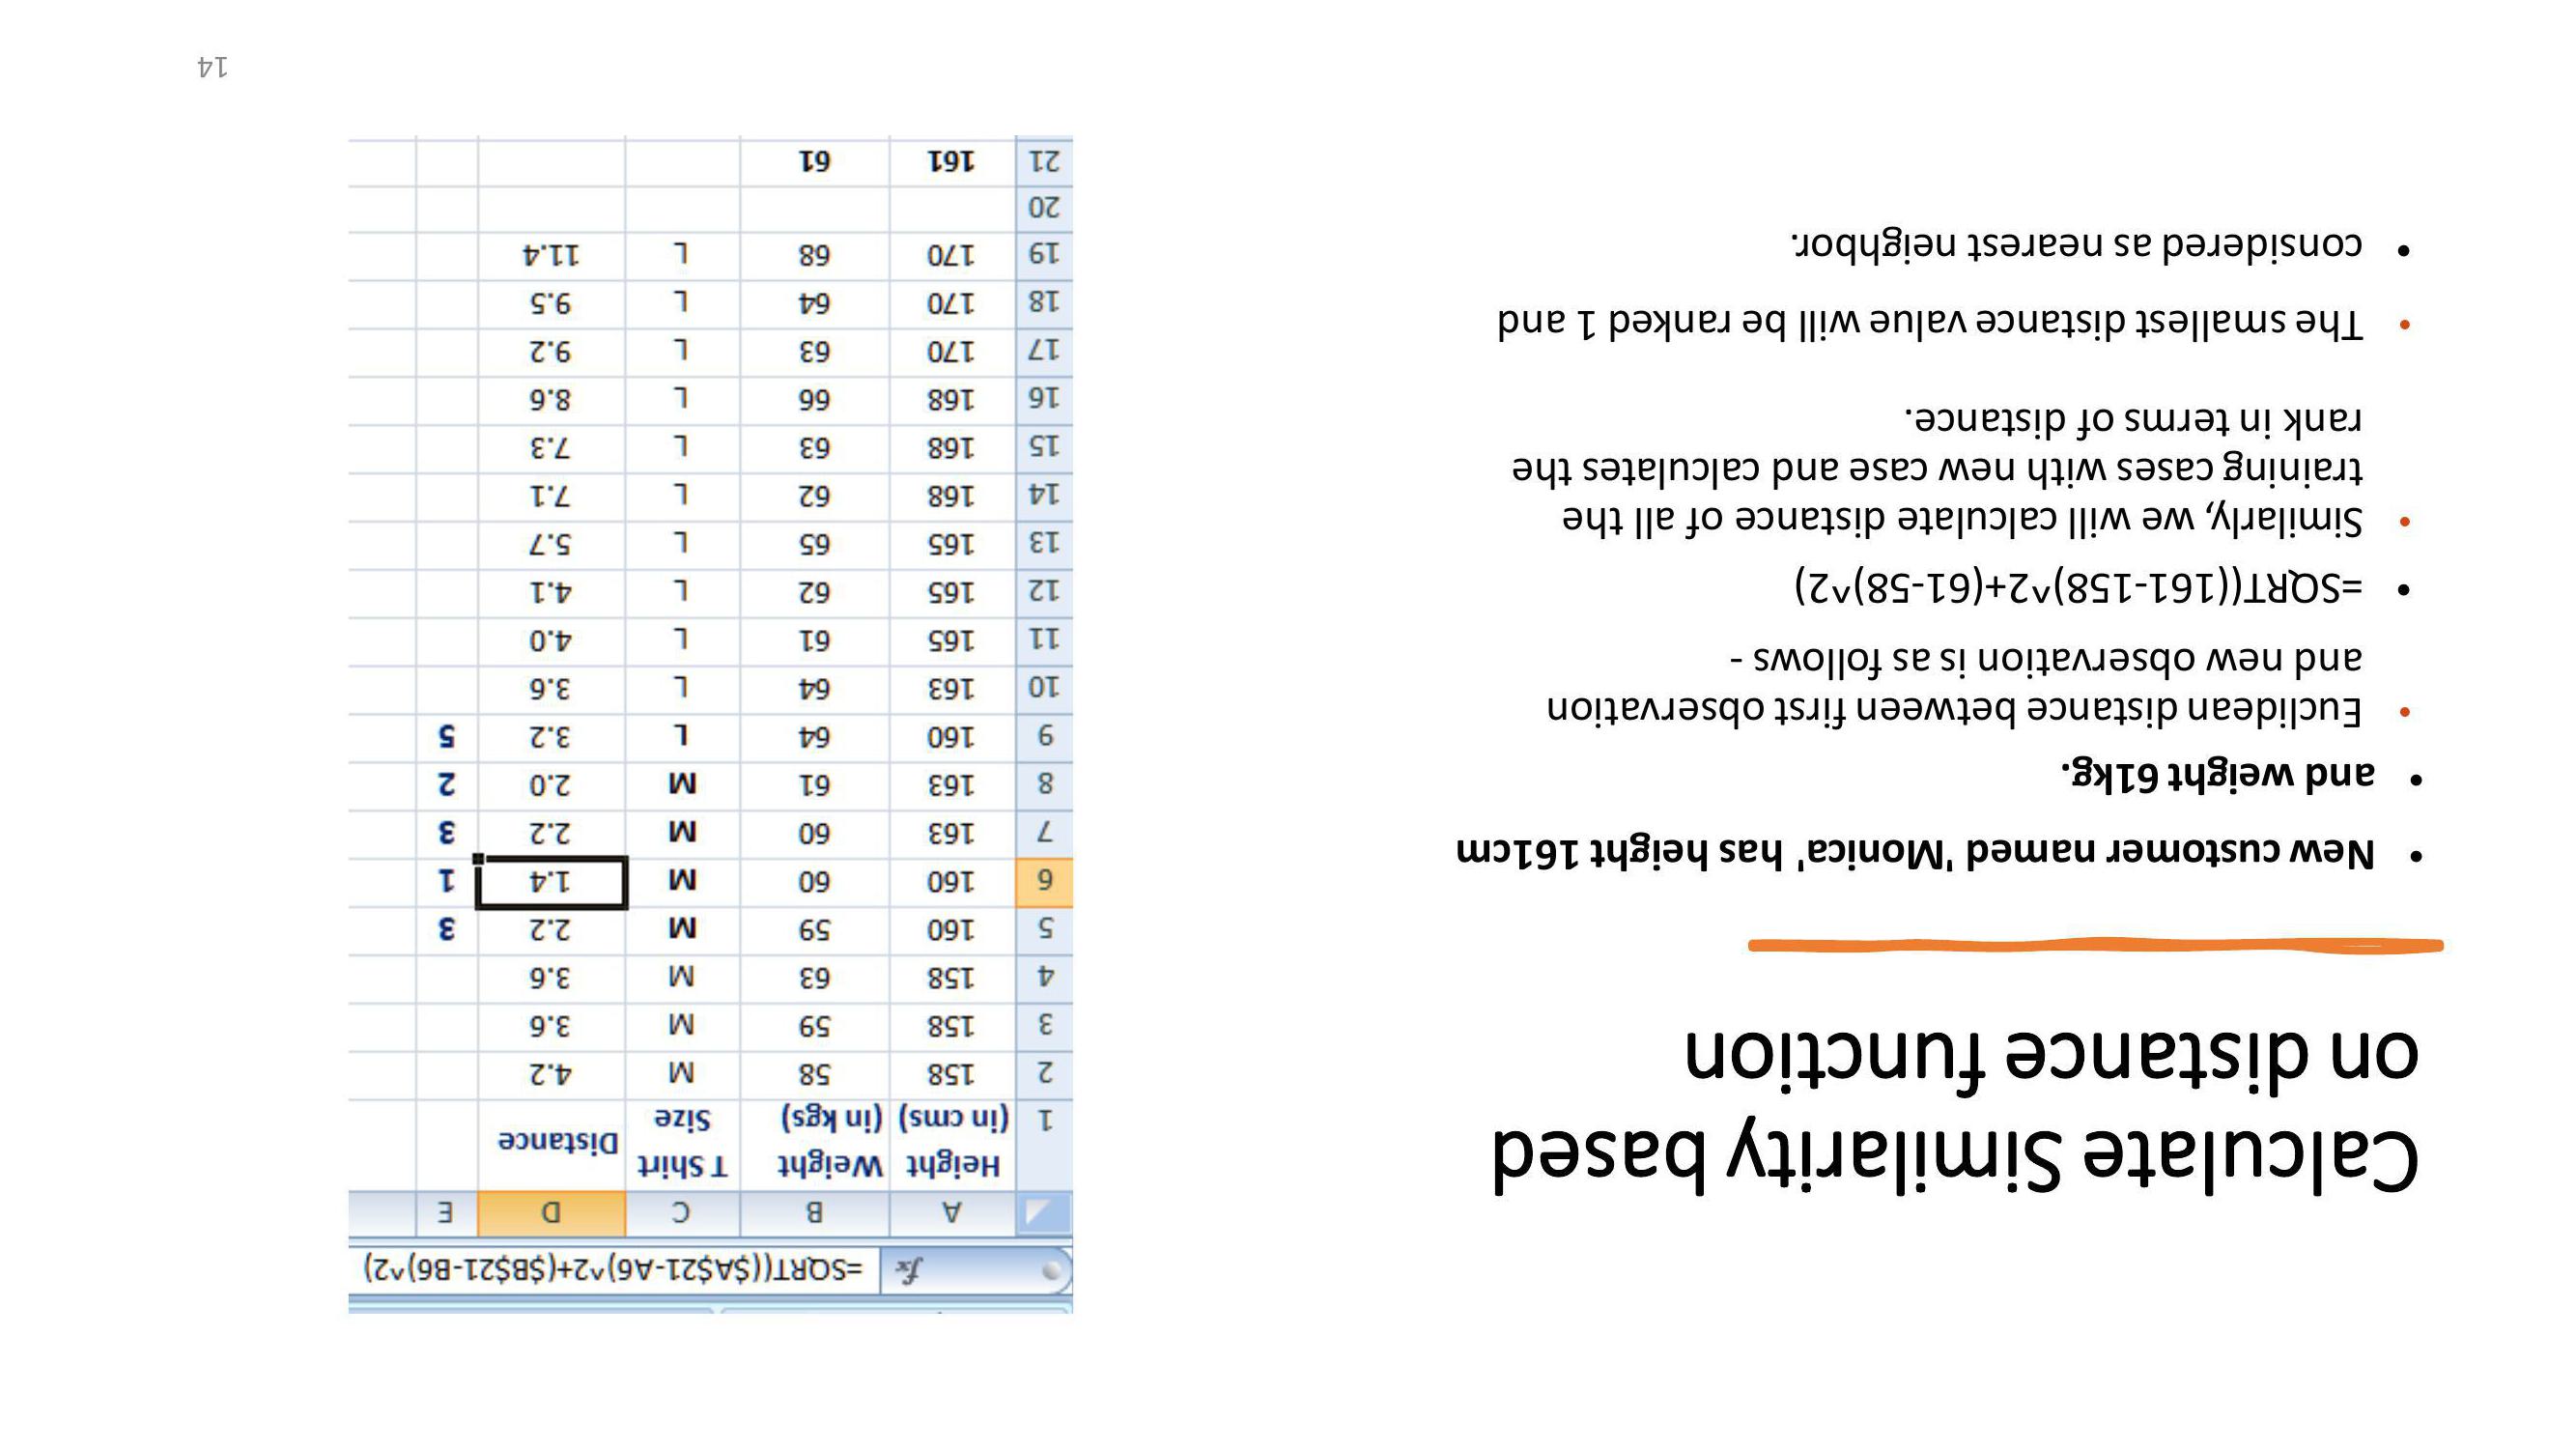 Calculate Similarity based
on distance function
• New customer named 'Monica' has height 161cm
• and weight 61kg.
• Euclidean distance between first observation
and new observation is as follows -
• =SQRT((161-158)^2+(61-58)^2)
• Similarly, we will calculate distance of all the
training cases with new case and calculates the
rank in terms of distance.
• The smallest distance value will be ranked 1 and
• considered as nearest neighbor.
fx =SQRT(($A$21-A6)^2+($B$21-B6)^2)
A B C D E
1 Height (in cms) Weight (in kgs) T Shirt Size Distance
2 158 58 M 4.2
3 158 59 M 3.6
4 158 63 M 3.6
5 160 59 M 2.2 3
6 160 60 M 1.4 1
7 163 60 M 2.2 3
8 163 61 M 2.0 2
9 160 64 L 3.2 5
10 163 64 L 3.6
11 165 61 L 4.0
12 165 62 L 4.1
13 165 65 L 5.7
14 168 62 L 7.1
15 168 63 L 7.3
16 168 66 L 8.6
17 170 63 L 9.2
18 170 64 L 9.5
19 170 68 L 11.4
20
21 161 61
14